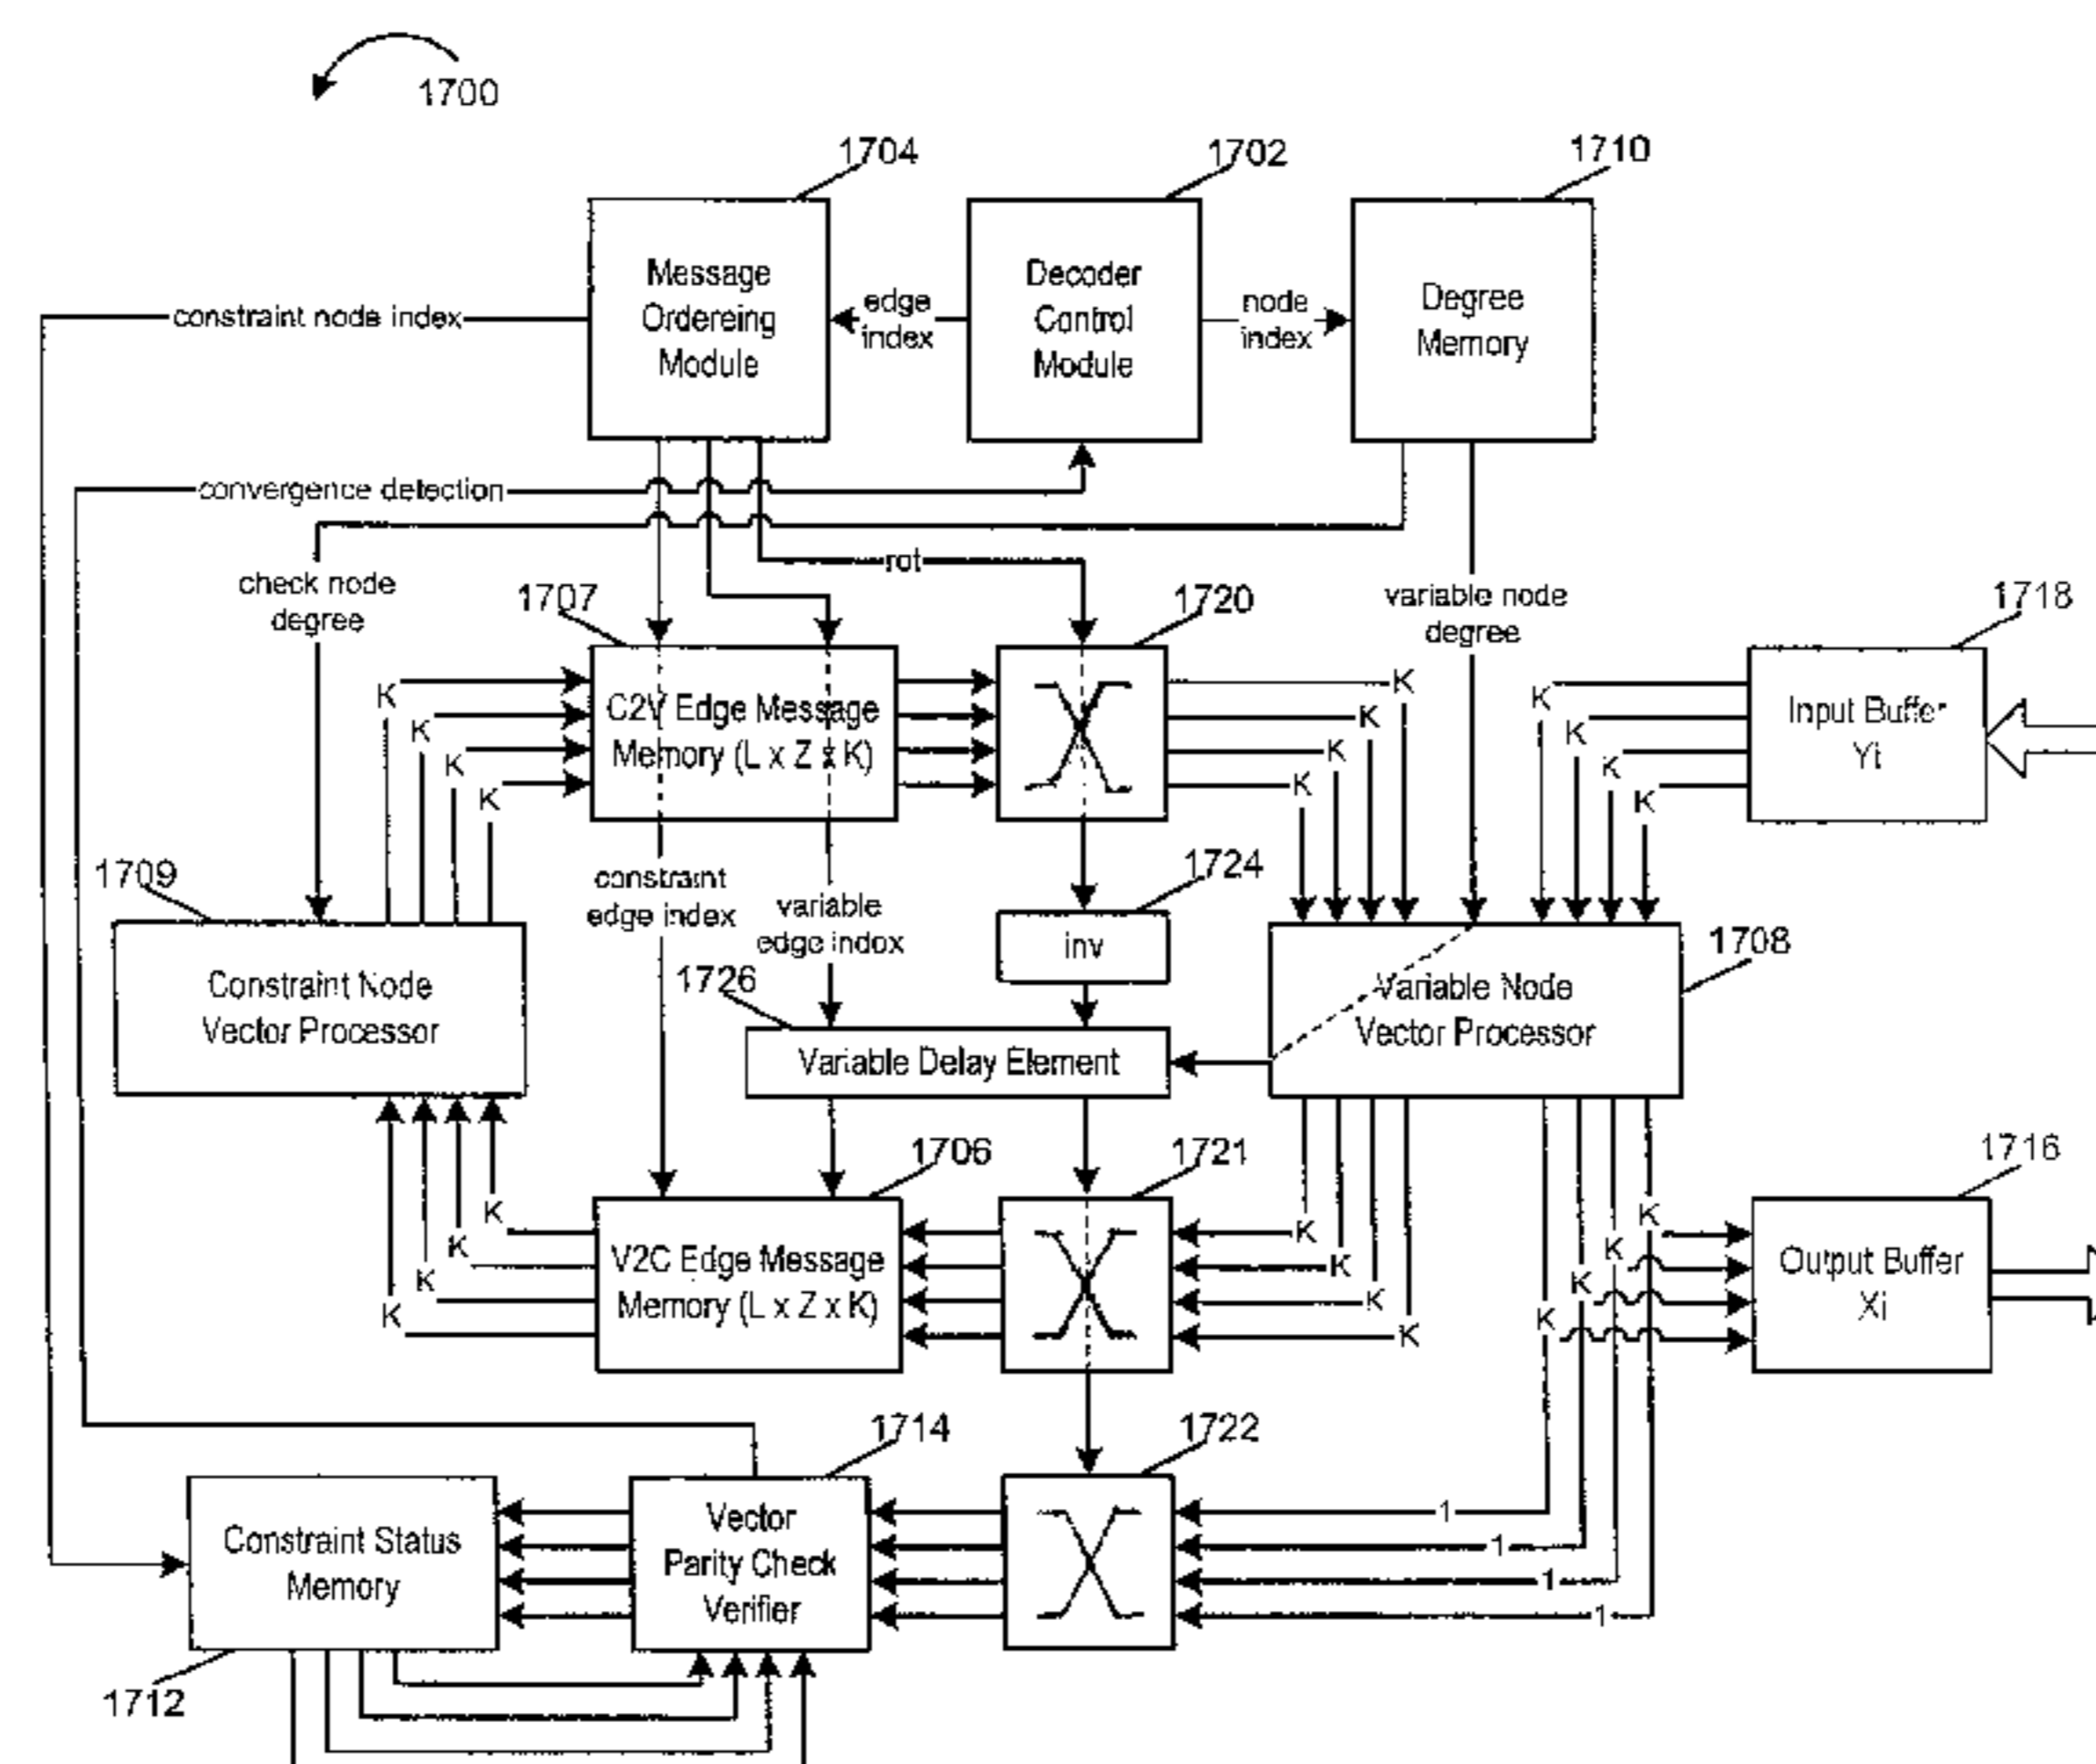 1700
1704
1702
1710
Message
Ordereing
Module
edge
index
Decoder
Control
Module
node
index
Degree
Memory
constraint node index
convergence detection
rot
check node
degree
1707
1720
variable node
degree
1718
K
K
K
K
C2V Edge Message
Memory (L x Z x K)
K
K
K
K
K
K
K
K
Input Buffer
Yi
1709
constraint
edge index
variable
edge index
1724
inv
1708
Constraint Node
Vector Processor
1726
Variable Delay Element
Variable Node
Vector Processor
1706
1721
1716
K
K
K
K
V2C Edge Message
Memory (L x Z x K)
K
K
K
K
K
K
K
K
Output Buffer
Xi
1714
1722
Constraint Status
Memory
Vector
Parity Check
Verifier
1
1
1
1
1712